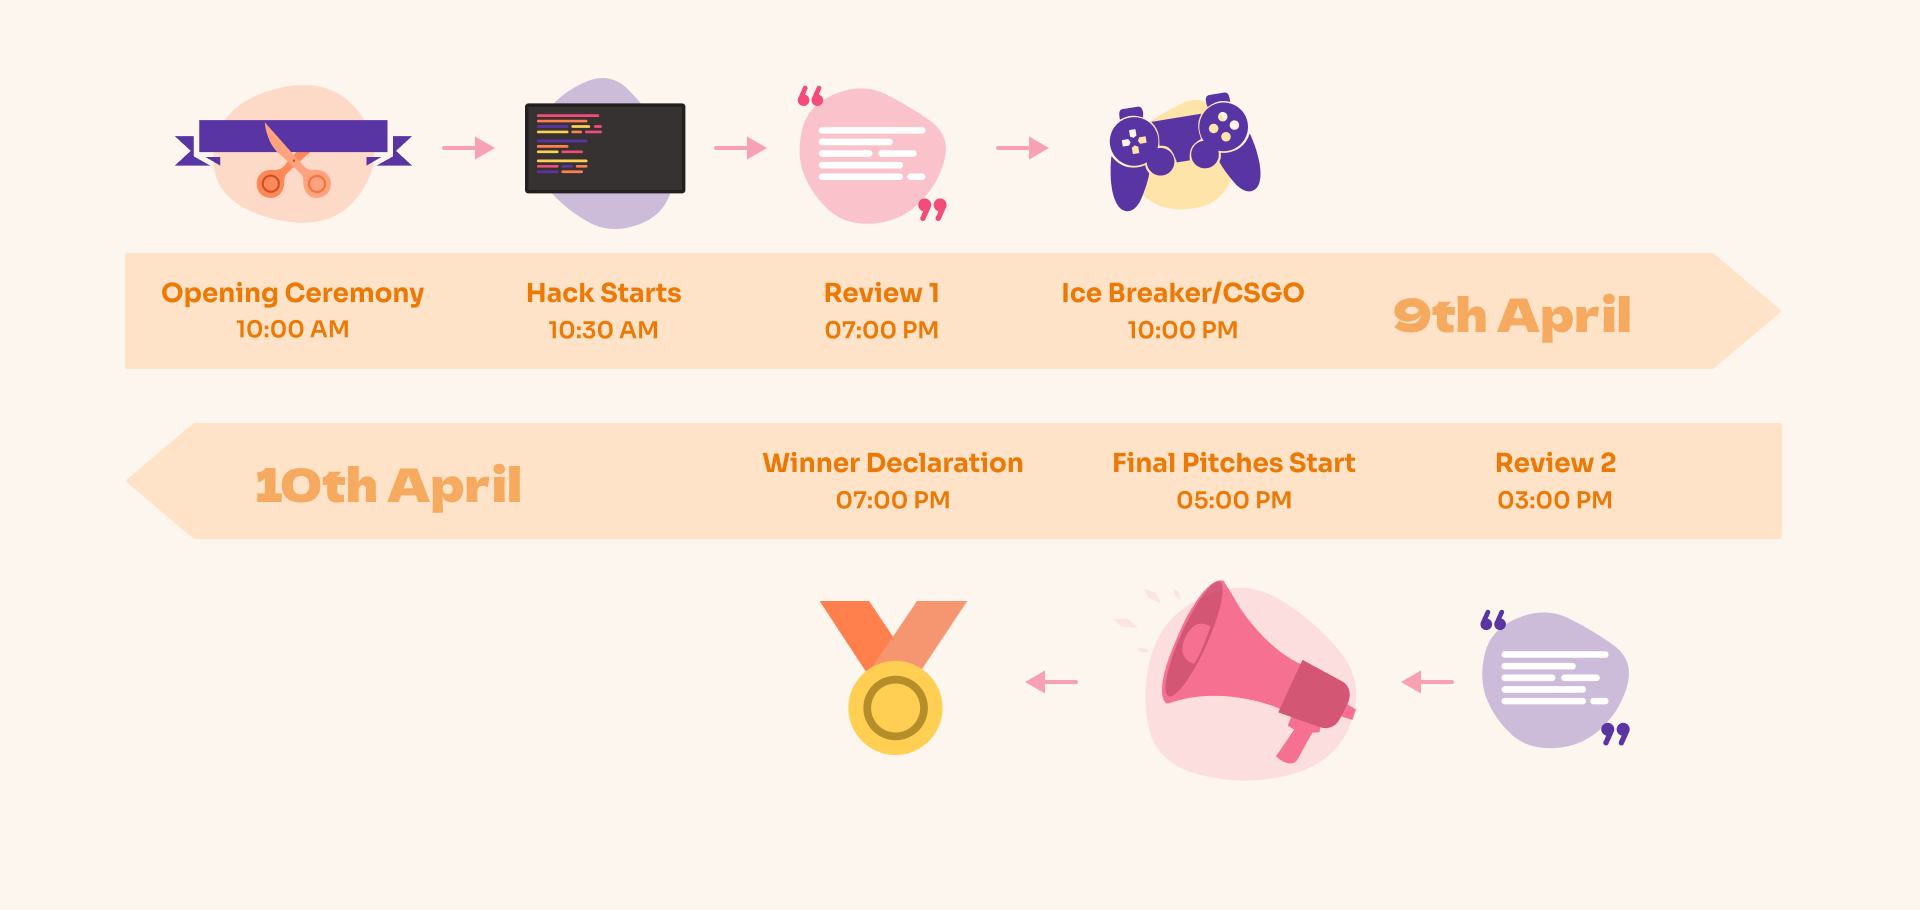 Opening Ceremony
10:00 AM
Hack Starts
10:30 AM
Review 1
07:00 PM
Ice Breaker/CSGO
10:00 PM
9th April
10th April
Winner Declaration
07:00 PM
Final Pitches Start
05:00 PM
Review 2
03:00 PM